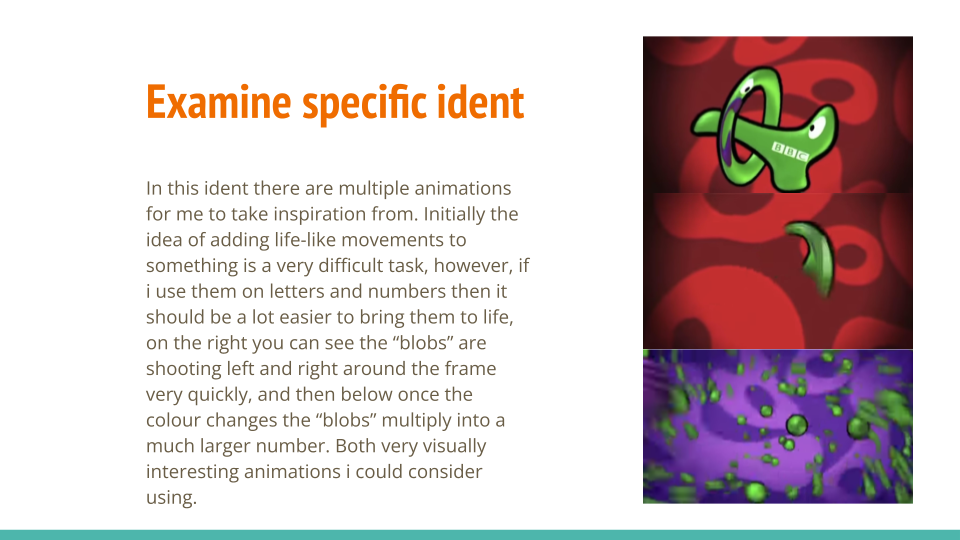 Examine specific ident
In this ident there are multiple animations
for me to take inspiration from. Initially the
idea of adding life-like movements to
something is a very difficult task, however, if
i use them on letters and numbers then it
should be a lot easier to bring them to life,
on the right you can see the “blobs” are
shooting left and right around the frame
very quickly, and then below once the
colour changes the “blobs” multiply into a
much larger number. Both very visually
interesting animations i could consider
using.
BBC